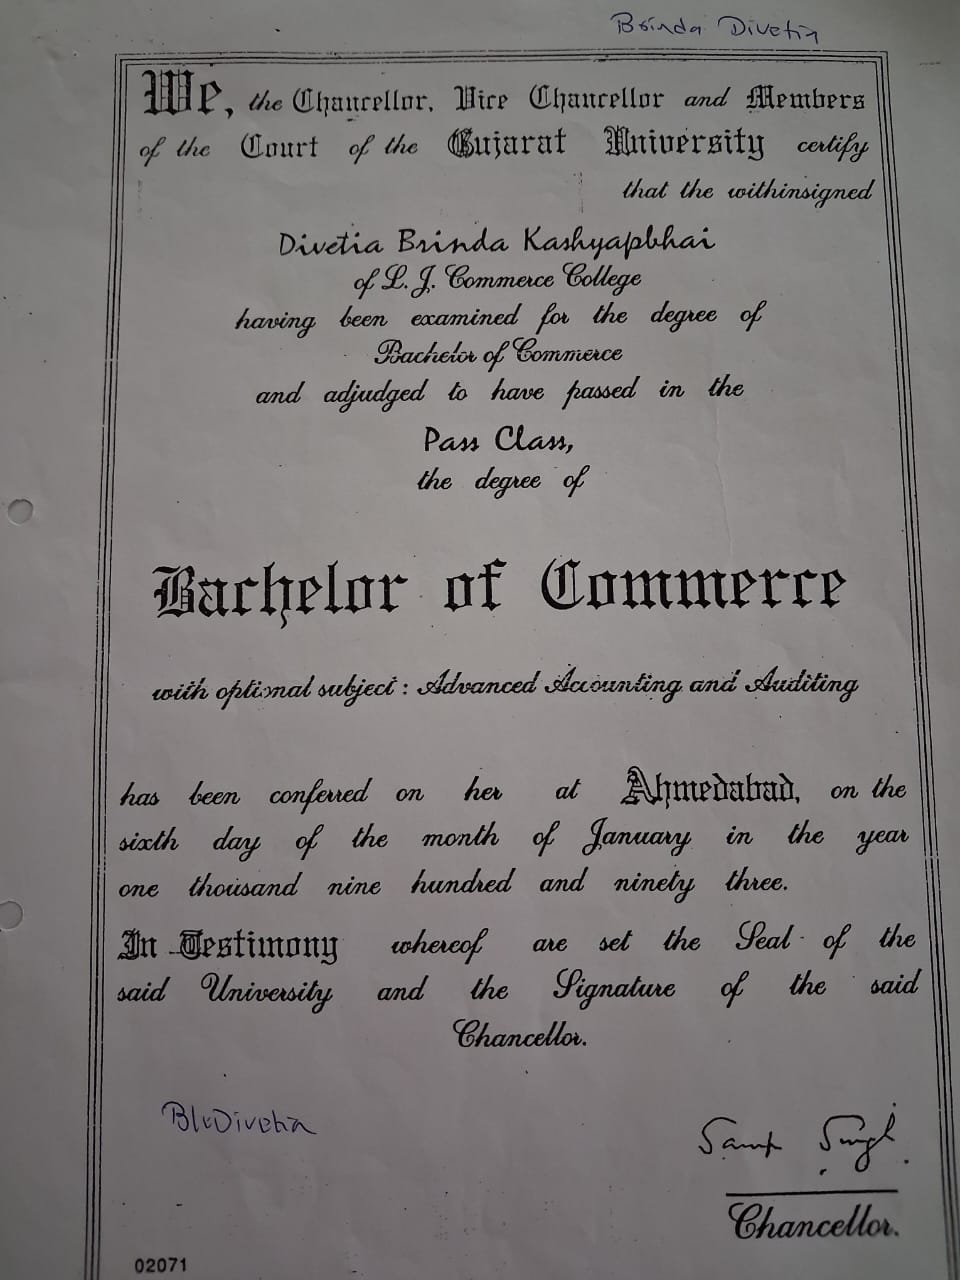 Brinda Divetia
We, the Chancellor, Vice Chancellor and Members
of the Court of the Gujarat University certify
that the withinsigned
Divetia Brinda Kashyapbhai
of L. J. Commerce College
having been examined for the degree of
Bachelor of Commerce
and adjudged to have passed in the
Pass Class,
the degree of
Bachelor of Commerce
with optional subject : Advanced Accounting and Auditing
has been conferred on her at Ahmedabad, on the
sixth day of the month of January in the year
one thousand nine hundred and ninety three.
In Testimony whereof are set the Seal of the
said University and the Signature of the said
Chancellor.
Singh
Chancellor.
02071